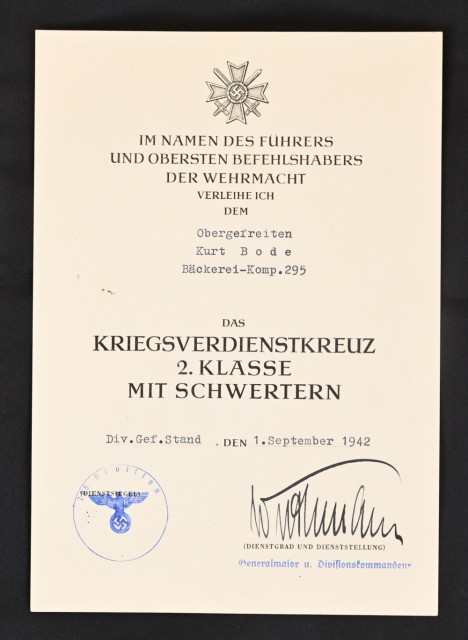 IM NAMEN DES FÜHRERS
UND OBERSTEN BEFEHLSHABERS
DER WEHRMACHT
VERLEIHE ICH
DEM
Obergefreiten
Kurt B o d e
Bäckerei-Komp.295
DAS
KRIEGSVERDIENSTKREUZ
2. KLASSE
MIT SCHWERTERN
Div.Gef.Stand , DEN 1.September 1942
(DIENSTSIEGEL)
(DIENSTGRAD UND DIENSTSTELLUNG)
Generalmajor u. Divisionskommandeur